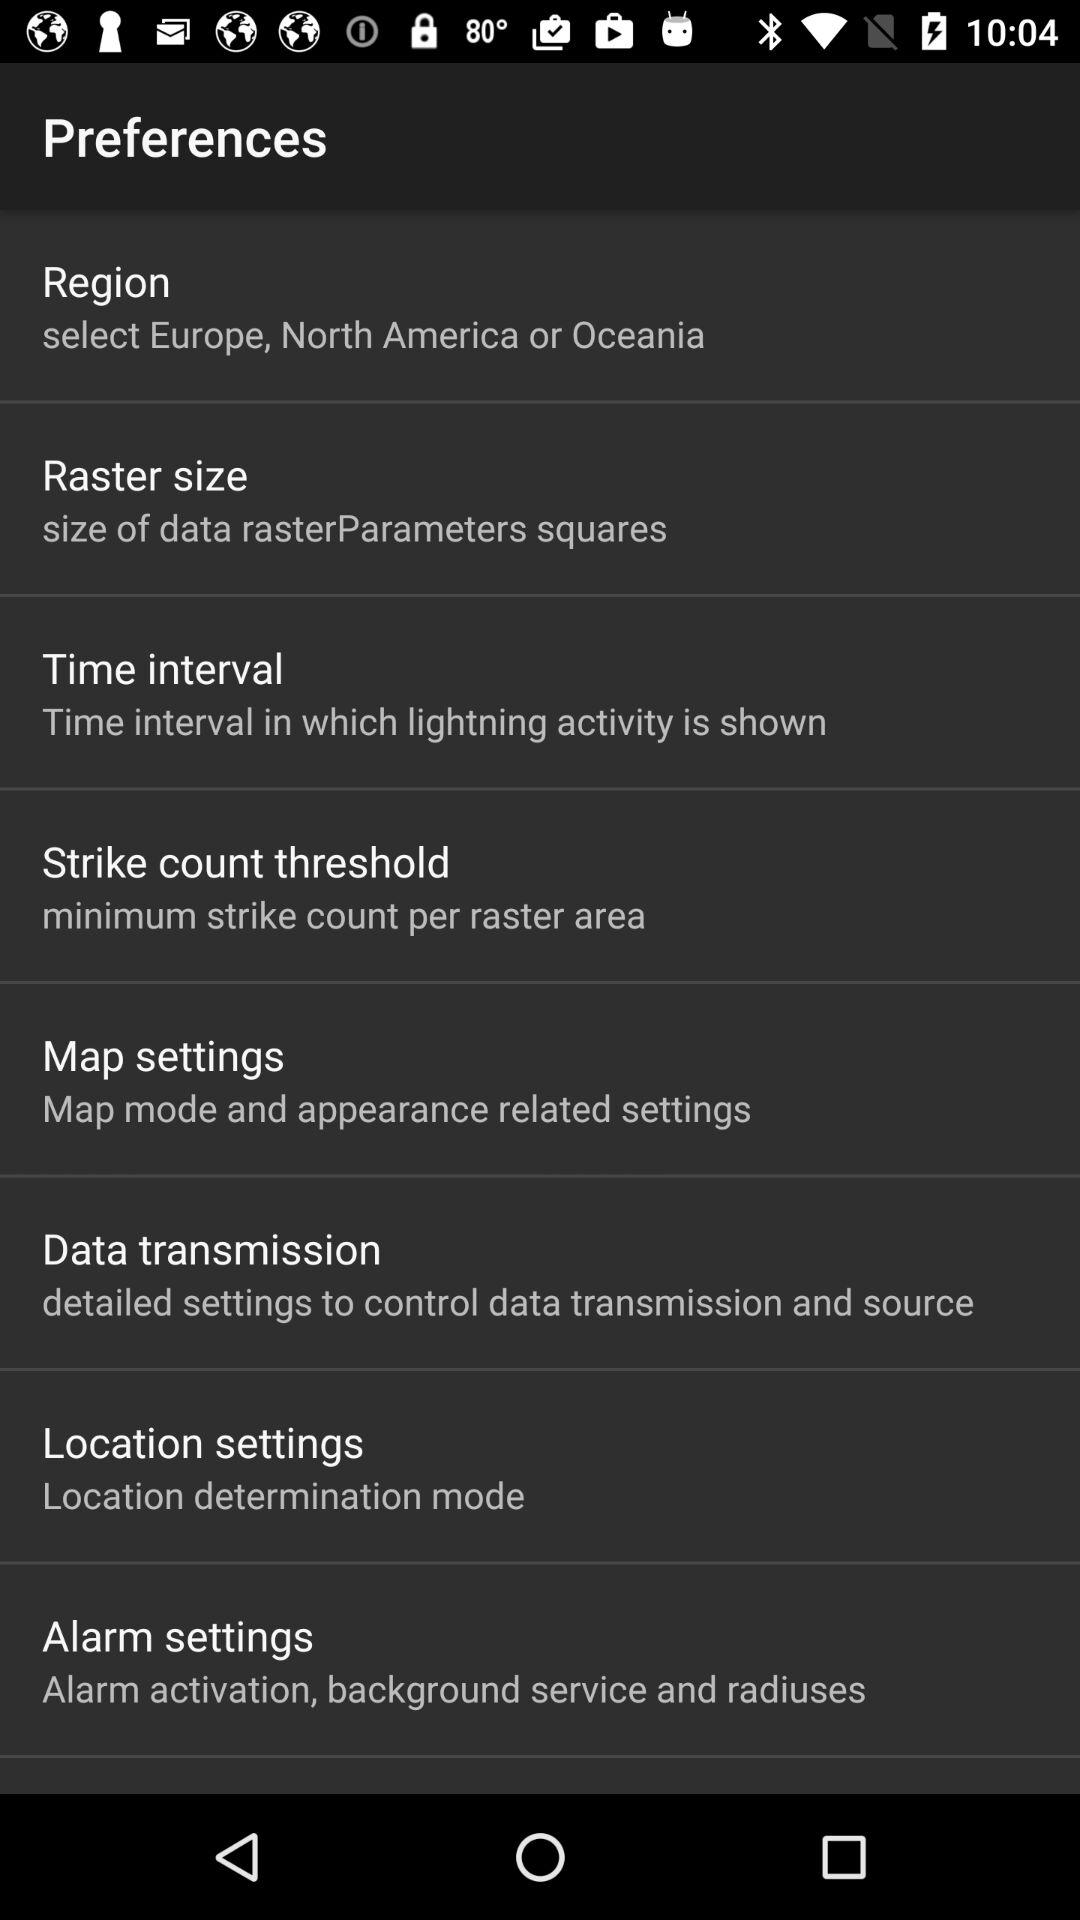 80° 10:04
Preferences
Region
select Europe, North America or Oceania
Raster size
size of data rasterParameters squares
Time interval
Time interval in which lightning activity is shown
Strike count threshold
minimum strike count per raster area
Map settings
Map mode and appearance related settings
Data transmission
detailed settings to control data transmission and source
Location settings
Location determination mode
Alarm settings
Alarm activation, background service and radiuses